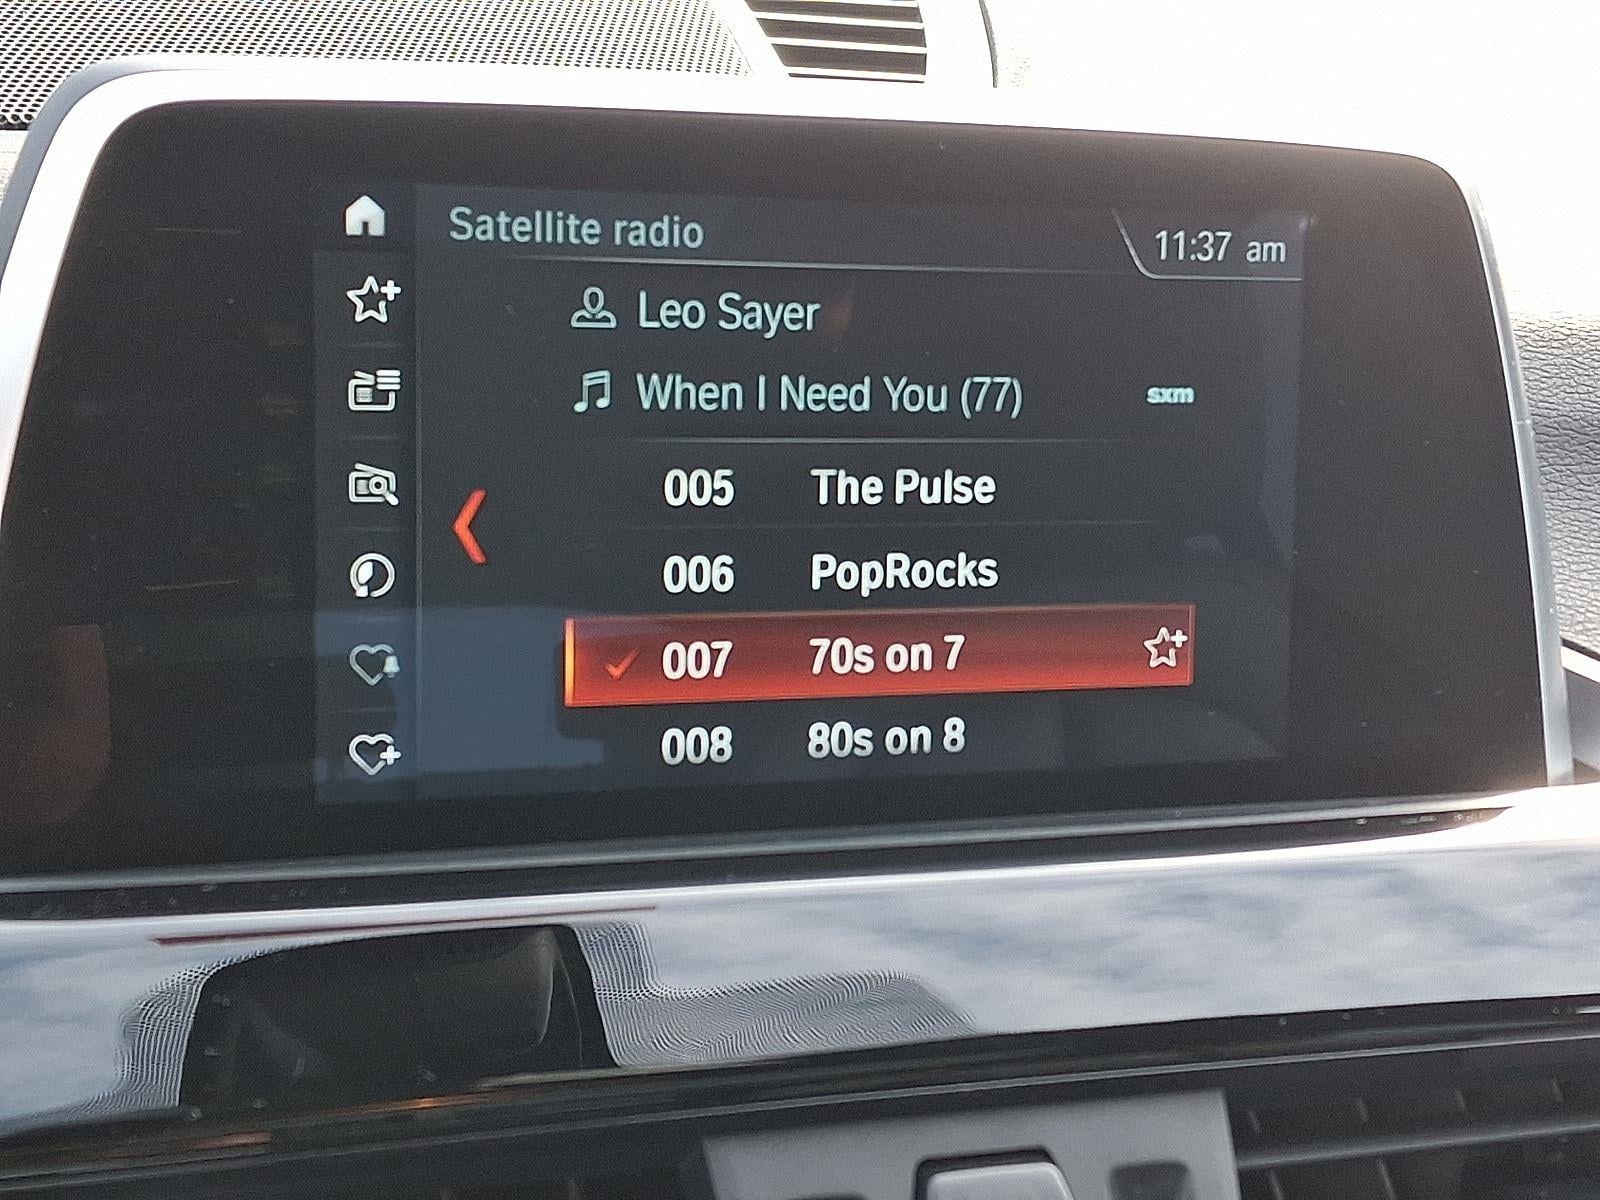 Satellite radio 11:37 am
Leo Sayer
When I Need You (77) sxm
005 The Pulse
006 PopRocks
007 70s on 7
008 80s on 8